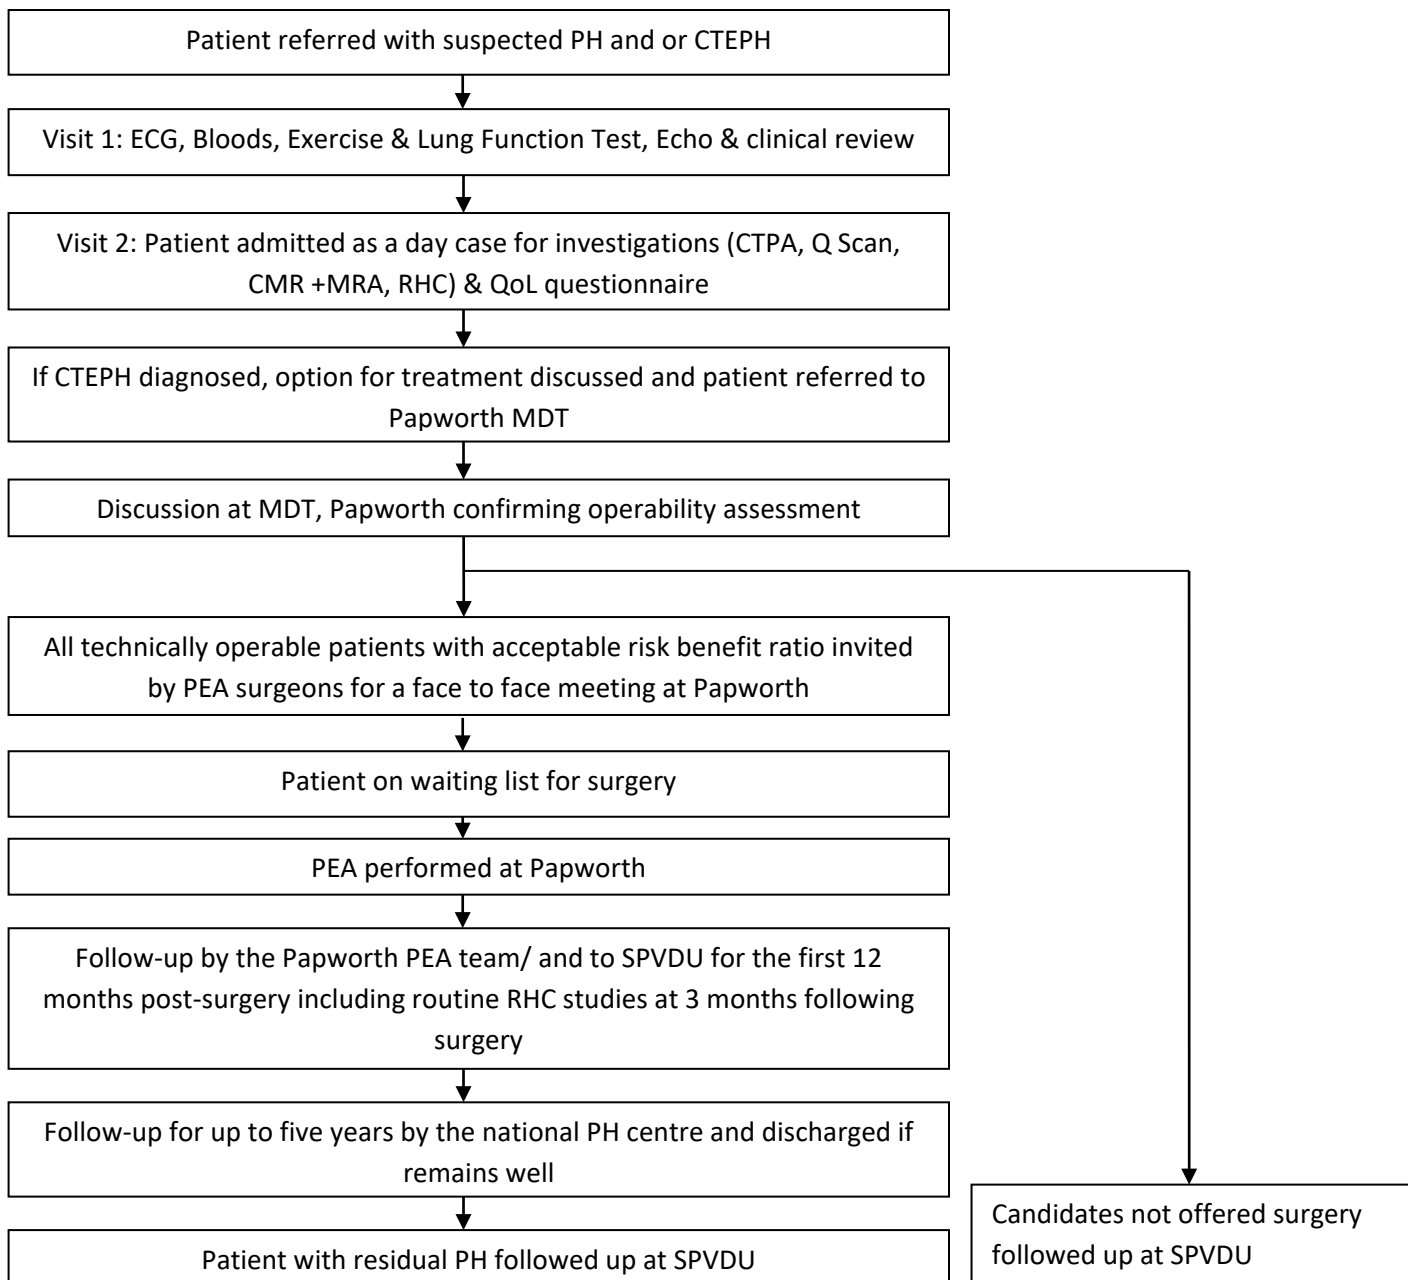 Patient referred with suspected PH and or CTEPH
Visit 1: ECG, Bloods, Exercise & Lung Function Test, Echo & clinical review
Visit 2: Patient admitted as a day case for investigations (CTPA, Q Scan,
CMR +MRA, RHC) & QoL questionnaire
If CTEPH diagnosed, option for treatment discussed and patient referred to
Papworth MDT
Discussion at MDT, Papworth confirming operability assessment
All technically operable patients with acceptable risk benefit ratio invited
by PEA surgeons for a face to face meeting at Papworth
Patient on waiting list for surgery
PEA performed at Papworth
Follow-up by the Papworth PEA team/ and to SPVDU for the first 12
months post-surgery including routine RHC studies at 3 months following
surgery
Follow-up for up to five years by the national PH centre and discharged if
remains well
Patient with residual PH followed up at SPVDU
Candidates not offered surgery
followed up at SPVDU